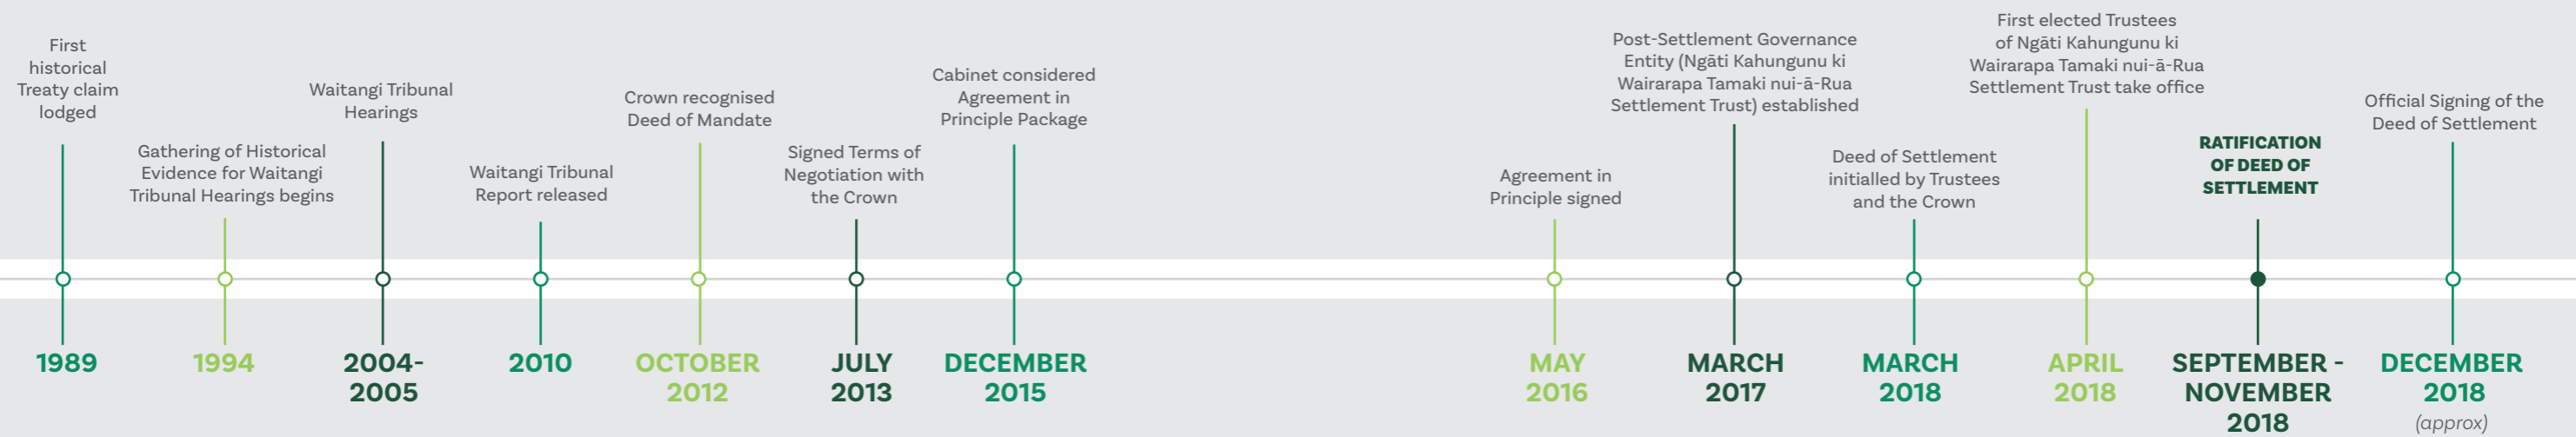 First
historical
Treaty claim
lodged
1989
Gathering of Historical
Evidence for Waitangi
Tribunal Hearings begins
1994
Waitangi Tribunal
Hearings
2004-
2005
Waitangi Tribunal
Report released
2010
Crown recognised
Deed of Mandate
OCTOBER
2012
Signed Terms of
Negotiation with
the Crown
JULY
2013
Cabinet considered
Agreement in
Principle Package
DECEMBER
2015
Agreement in
Principle signed
MAY
2016
Post-Settlement Governance
Entity (Ngāti Kahungunu ki
Wairarapa Tamaki nui-ā-Rua
Settlement Trust) established
MARCH
2017
Deed of Settlement
initialled by Trustees
and the Crown
MARCH
2018
First elected Trustees
of Ngāti Kahungunu ki
Wairarapa Tamaki nui-ā-Rua
Settlement Trust take office
APRIL
2018
RATIFICATION
OF DEED OF
SETTLEMENT
SEPTEMBER -
NOVEMBER
2018
Official Signing of the
Deed of Settlement
DECEMBER
2018
(approx)